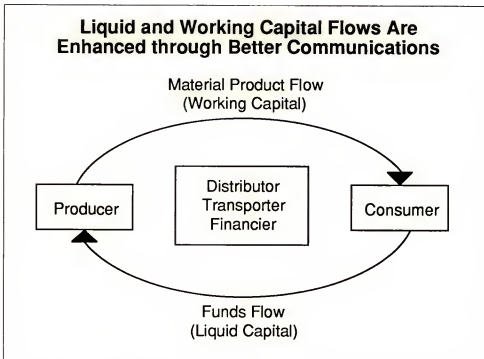 Liquid and Working Capital Flows Are
Enhanced through Better Communications
Material Product Flow
(Working Capital)
Producer
Distributor
Transporter
Financier
Consumer
Funds Flow
(Liquid Capital)